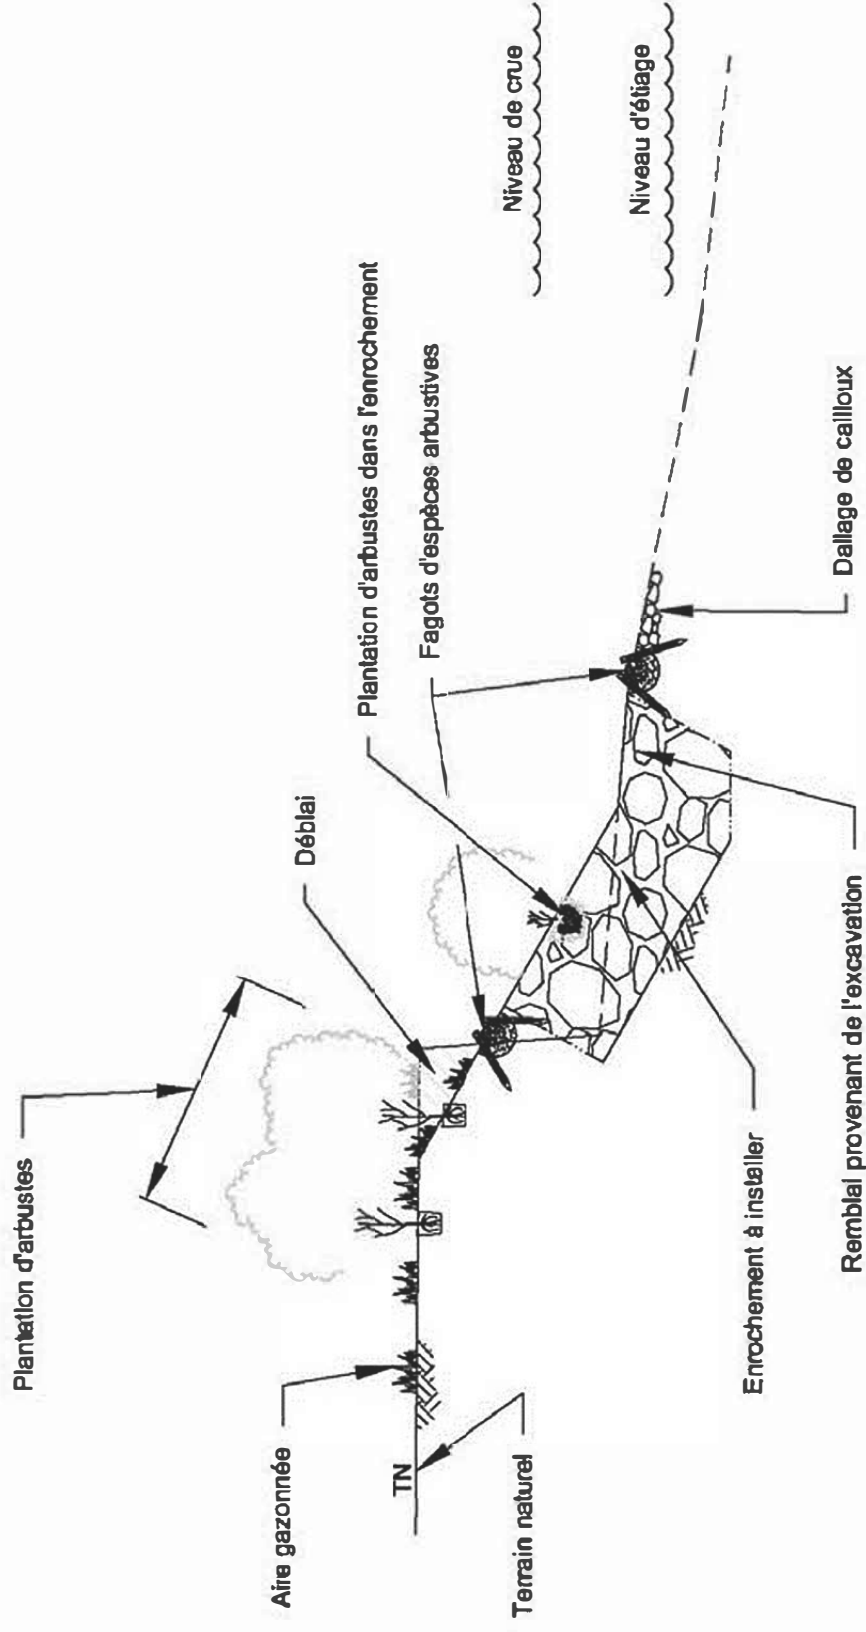 Plantation d'arbustes
Aire gazonnée
TN
Terrain naturel
Déblai
Plantation d'arbustes dans l'enrochement
Fagots d'espèces arbustives
Niveau de crue
Niveau d'étiage
Enrochement à installer
Remblai provenant de l'excavation
Dallage de cailloux